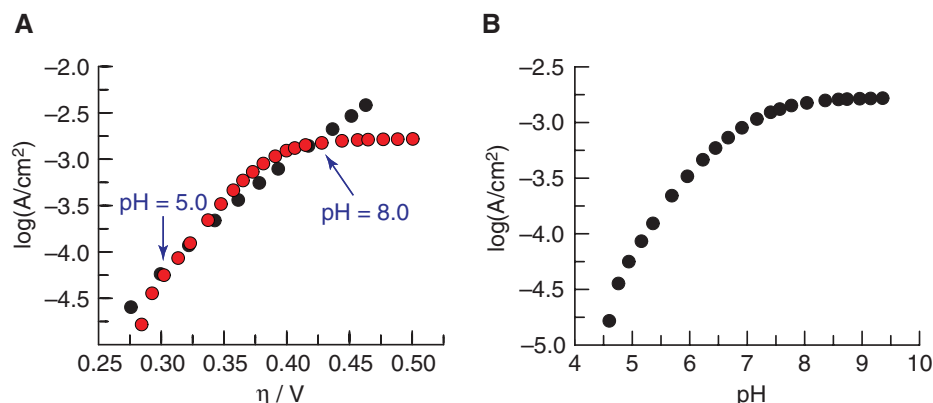 A
log(A/cm²)
–2.0
–2.5
–3.0
–3.5
–4.0
–4.5
pH = 5.0
pH = 8.0
0.25 0.30 0.35 0.40 0.45 0.50
η / V
B
log(A/cm²)
–2.5
–3.0
–3.5
–4.0
–4.5
–5.0
4 5 6 7 8 9 10
pH